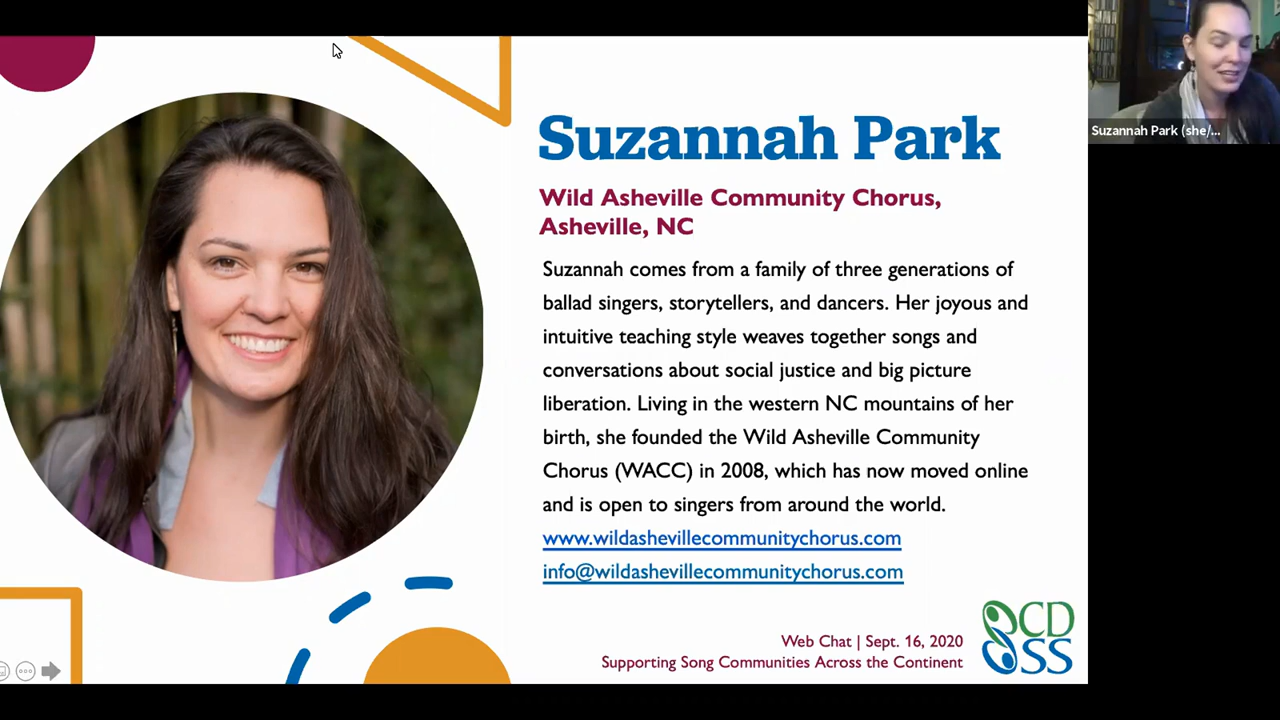 Suzannah Park
Wild Asheville Community Chorus,
Asheville, NC
Suzannah comes from a family of three generations of
ballad singers, storytellers, and dancers. Her joyous and
intuitive teaching style weaves together songs and
conversations about social justice and big picture
liberation. Living in the western NC mountains of her
birth, she founded the Wild Asheville Community
Chorus (WACC) in 2008, which has now moved online
and is open to singers from around the world.
www.wildashevillecommunitychorus.com
info@wildashevillecommunitychorus.com
Web Chat | Sept. 16, 2020
Supporting Song Communities Across the Continent
CD
SS
Suzannah Park (she/...